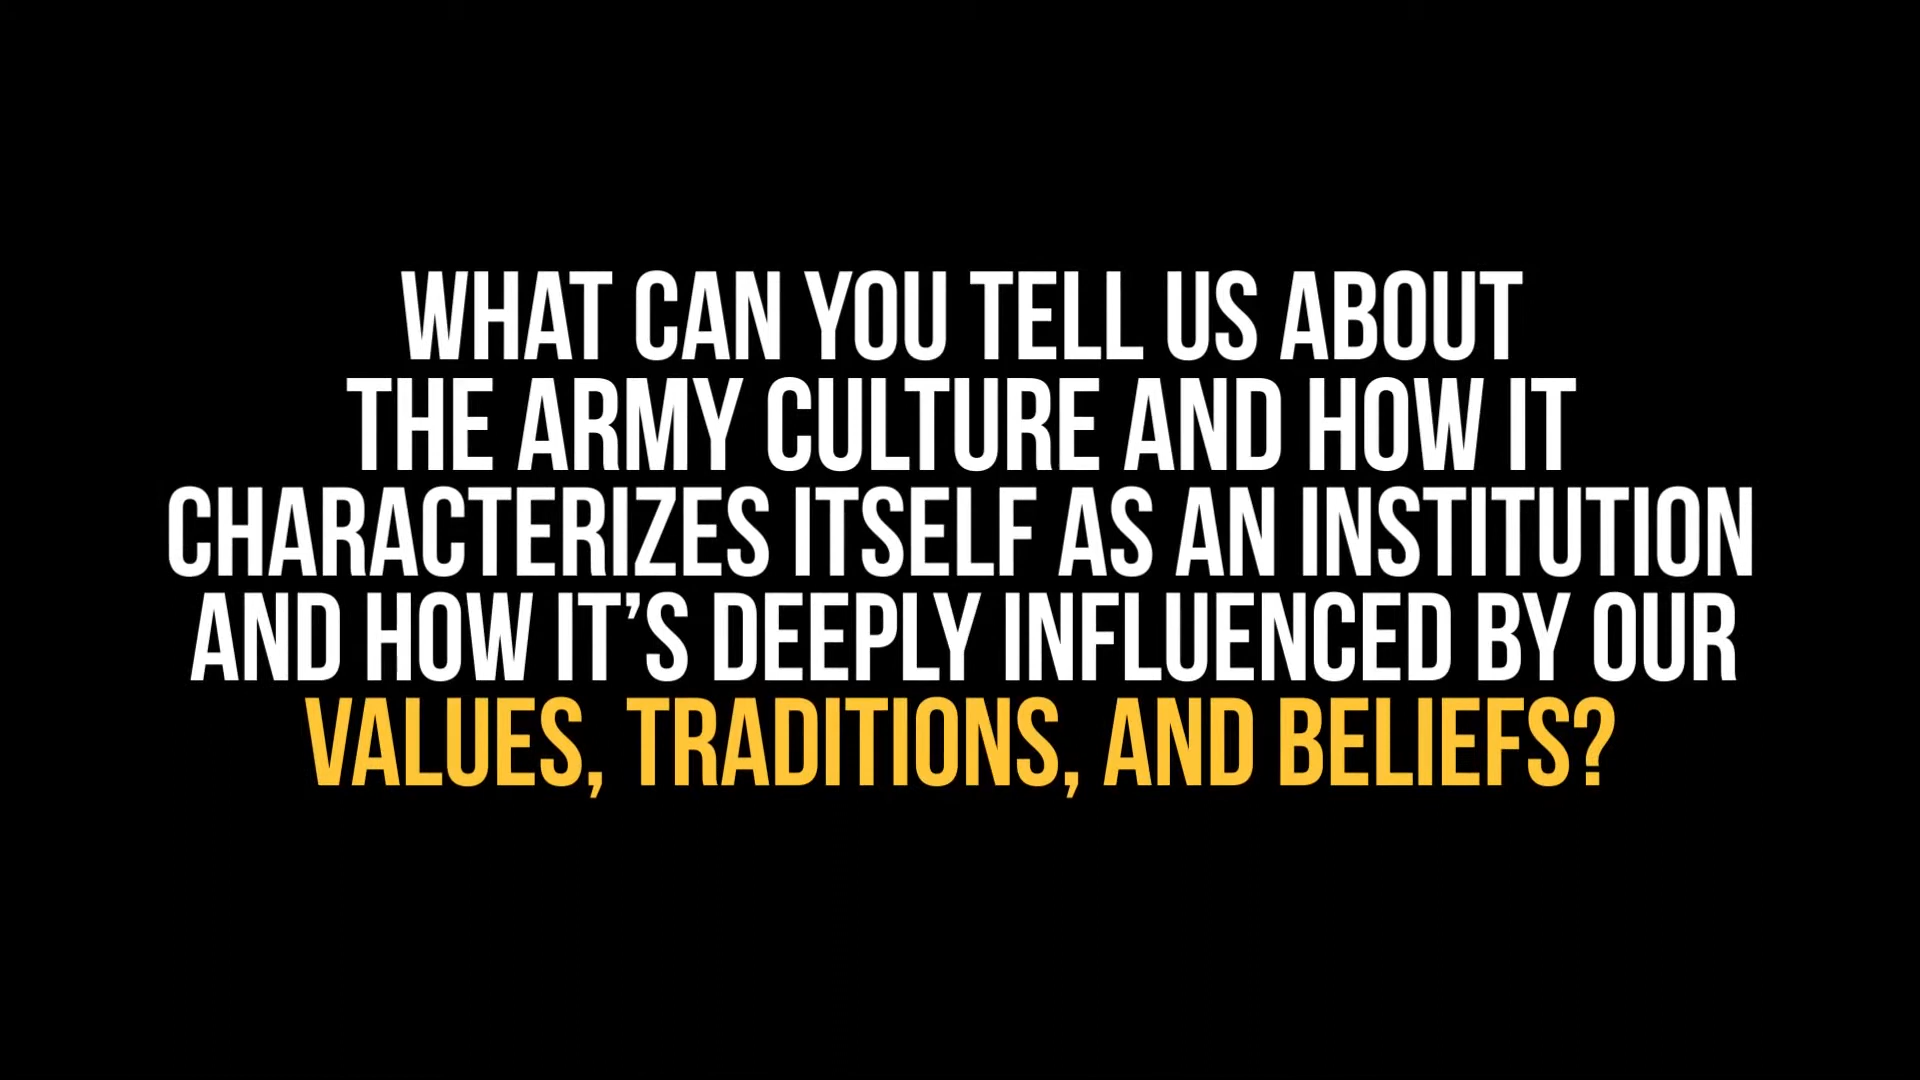 WHAT CAN YOU TELL US ABOUT
THE ARMY CULTURE AND HOW IT
CHARACTERIZES ITSELF AS AN INSTITUTION
AND HOW IT’S DEEPLY INFLUENCED BY OUR
VALUES, TRADITIONS, AND BELIEFS?